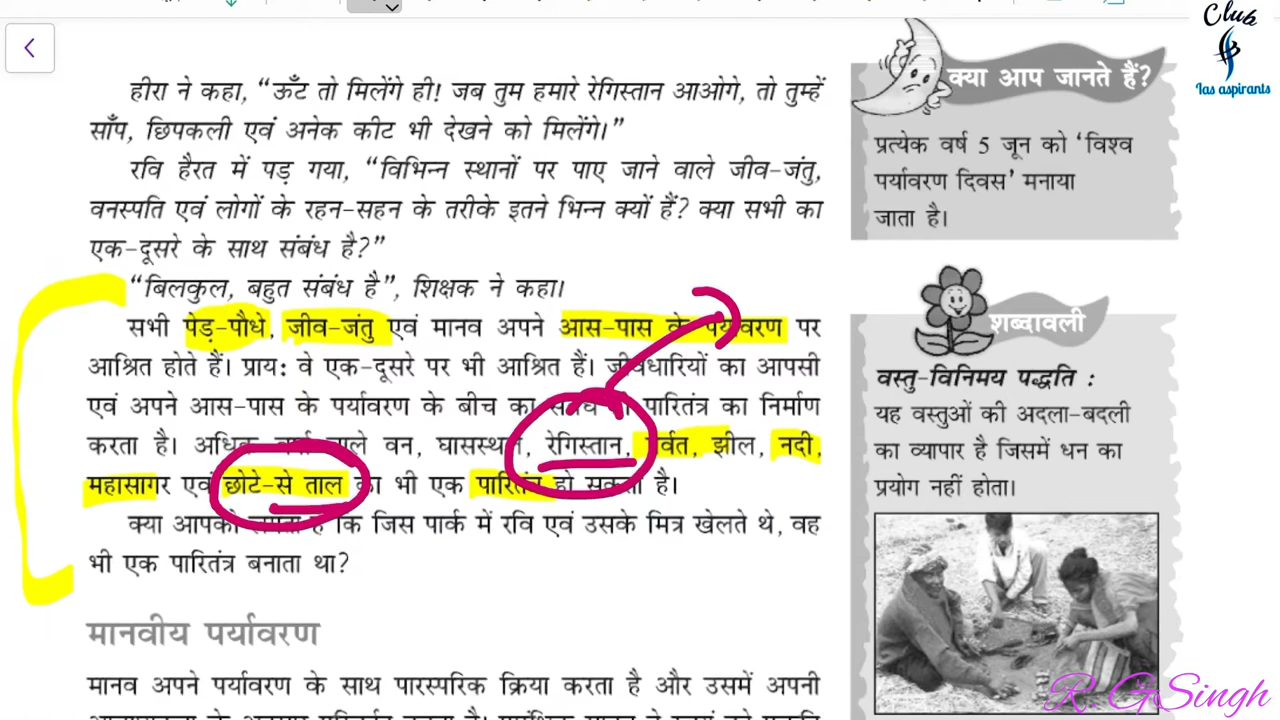 हीरा ने कहा, “ऊँट तो मिलेंगे ही! जब तुम हमारे रेगिस्तान आओगे, तो तुम्हें
साँप, छिपकली एवं अनेक कीट भी देखने को मिलेंगे।”
रवि हैरत में पड़ गया, “विभिन्न स्थानों पर पाए जाने वाले जीव-जंतु,
वनस्पति एवं लोगों के रहन-सहन के तरीके इतने भिन्न क्यों हैं? क्या सभी का
एक-दूसरे के साथ संबंध है?”
“बिलकुल, बहुत संबंध है”, शिक्षक ने कहा।
सभी पेड़-पौधे, जीव-जंतु एवं मानव अपने आस-पास के पर्यावरण पर
आश्रित होते हैं। प्राय: वे एक-दूसरे पर भी आश्रित हैं। जीवधारियों का आपसी
एवं अपने आस-पास के पर्यावरण के बीच का संबंध ही पारितंत्र का निर्माण
करता है। अधिक वर्षा वाले वन, घासस्थल, रेगिस्तान, पर्वत, झील, नदी,
महासागर एवं छोटे-से ताल का भी एक पारितंत्र हो सकता है।
क्या आपको लगता है कि जिस पार्क में रवि एवं उसके मित्र खेलते थे, वह
भी एक पारितंत्र बनाता था?
मानवीय पर्यावरण
मानव अपने पर्यावरण के साथ पारस्परिक क्रिया करता है और उसमें अपनी
Club
Ias aspirants
क्या आप जानते हैं?
प्रत्येक वर्ष 5 जून को ‘विश्व
पर्यावरण दिवस’ मनाया
जाता है।
शब्दावली
वस्तु-विनिमय पद्धति :
यह वस्तुओं की अदला-बदली
का व्यापार है जिसमें धन का
प्रयोग नहीं होता।
R. GSingh